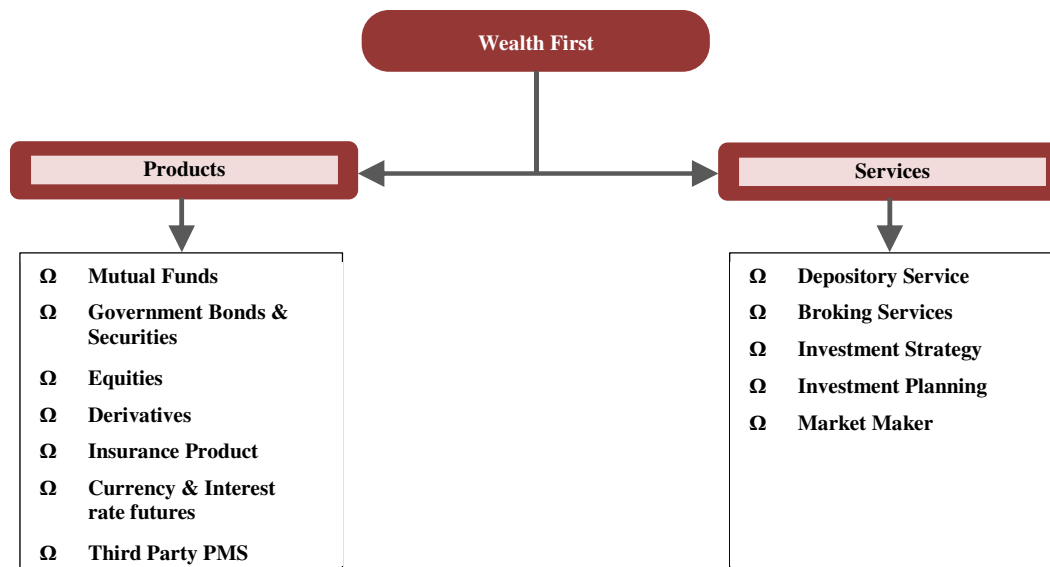 Wealth First
Products
Services
Ω Mutual Funds
Ω Government Bonds &
Securities
Ω Equities
Ω Derivatives
Ω Insurance Product
Ω Currency & Interest
rate futures
Ω Third Party PMS
Ω Depository Service
Ω Broking Services
Ω Investment Strategy
Ω Investment Planning
Ω Market Maker